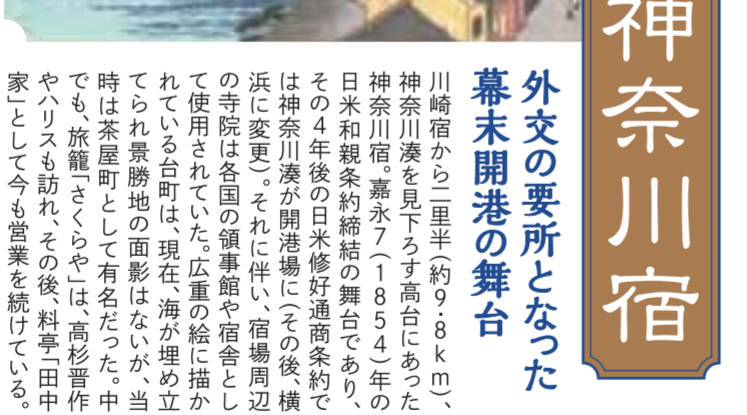 神奈川宿
外交の要所となった
幕末開港の舞台
川崎宿から二里半(約9・8km)、
神奈川湊を見下ろす高台にあった
神奈川宿。嘉永7(1854)年の
日米和親条約締結の舞台であり、
その4年後の日米修好通商条約で
は神奈川湊が開港場に(その後、横
浜に変更)。それに伴い、宿場周辺
の寺院は各国の領事館や宿舎とし
て使用されていた。広重の絵に描か
れている台町は、現在、海が埋め立
てられ景勝地の面影はないが、当
時は茶屋町として有名だった。中
でも、旅籠「さくらや」は、高杉晋作
やハリスも訪れ、その後、料亭「田中
家」として今も営業を続けている。